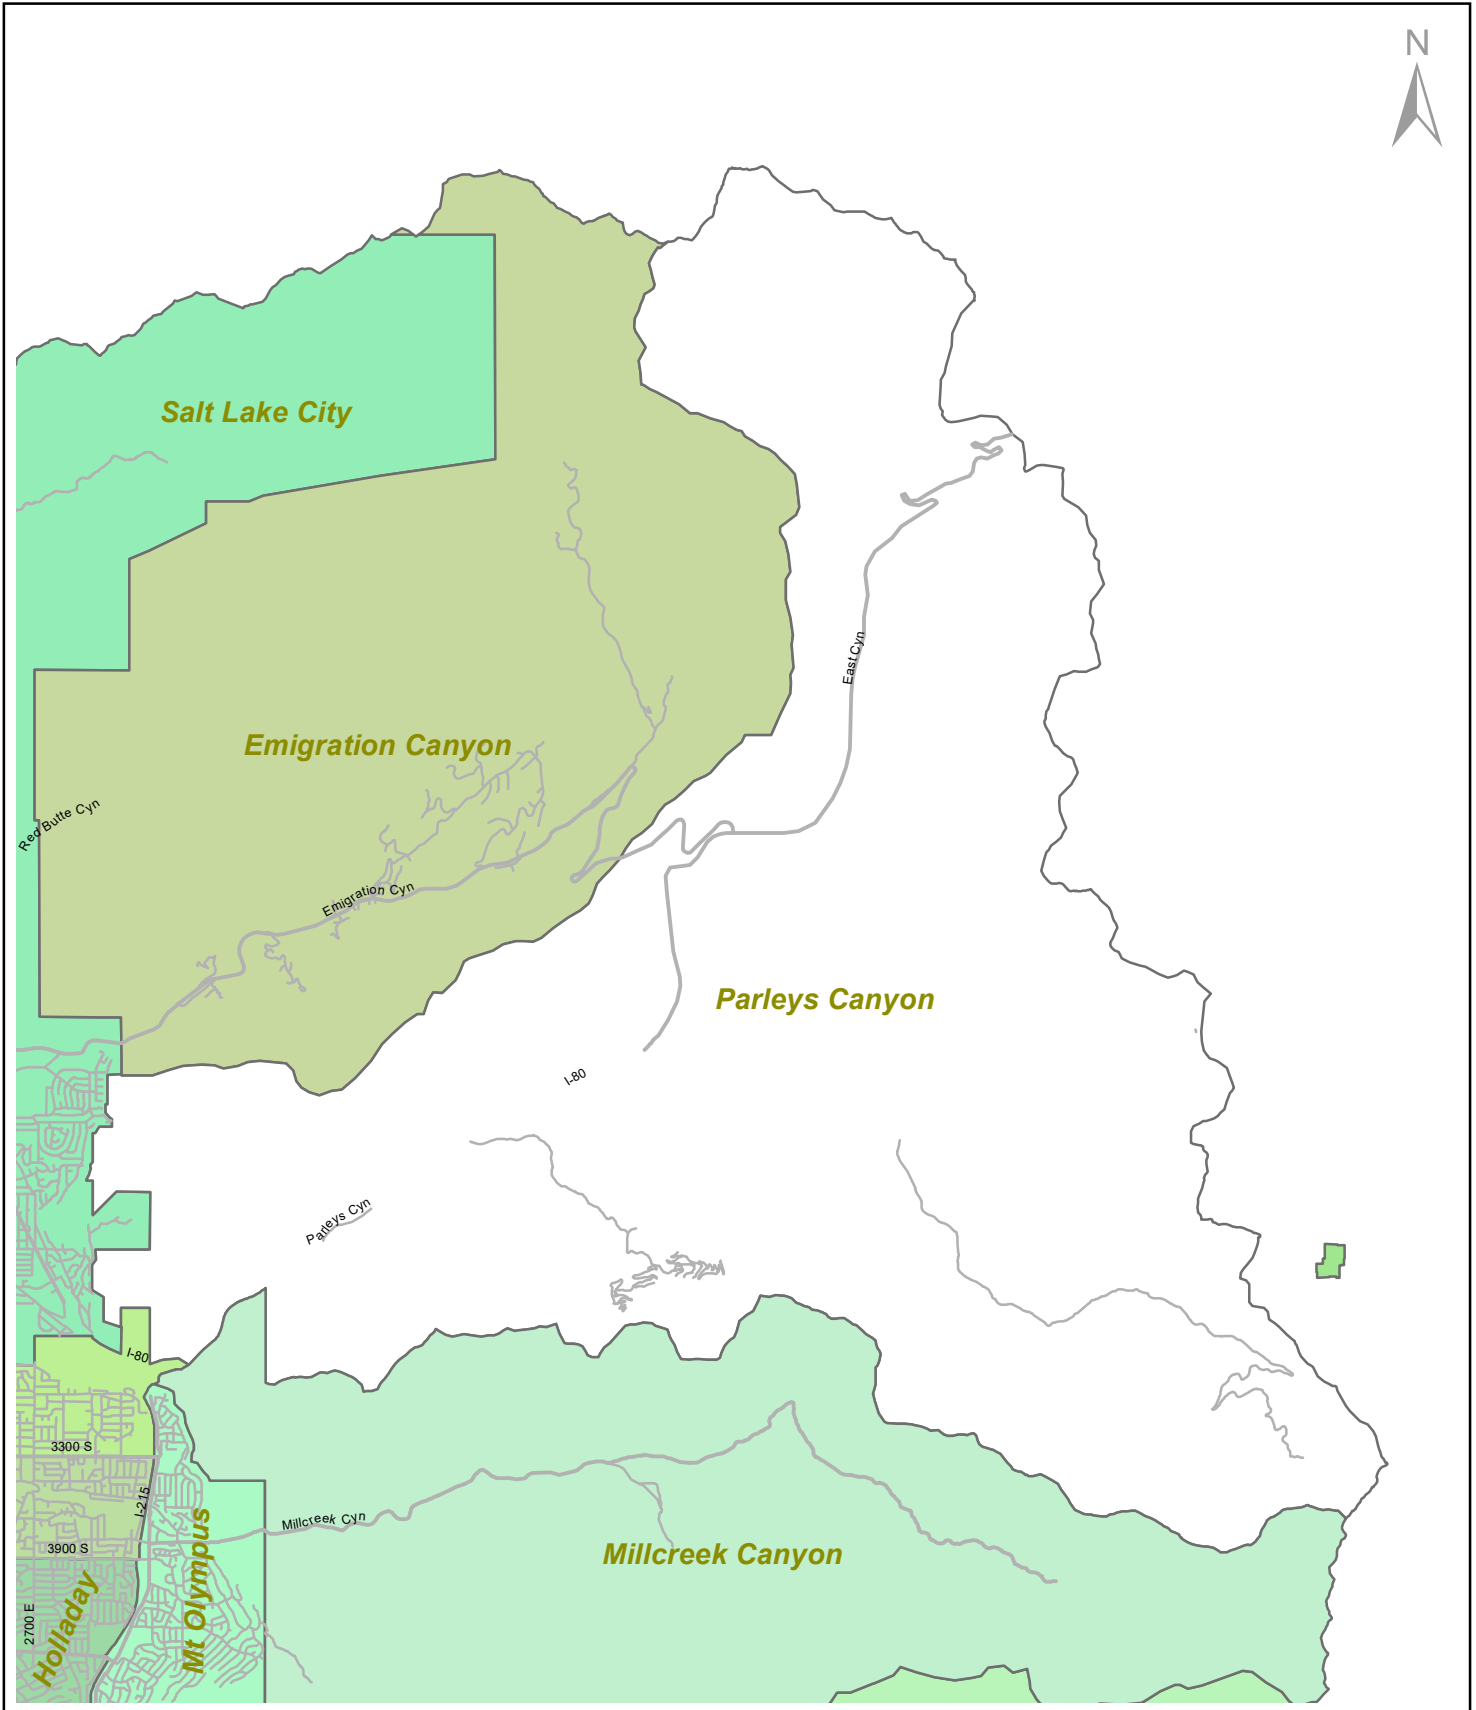 N
Salt Lake City
East Cyn
Emigration Canyon
Red Butte Cyn
Emigration Cyn
Parleys Canyon
I-80
Parleys Cyn
I-80
3300 S
I-215
Millcreek Cyn
3900 S
Millcreek Canyon
Mt Olympus
Holladay
2700 E